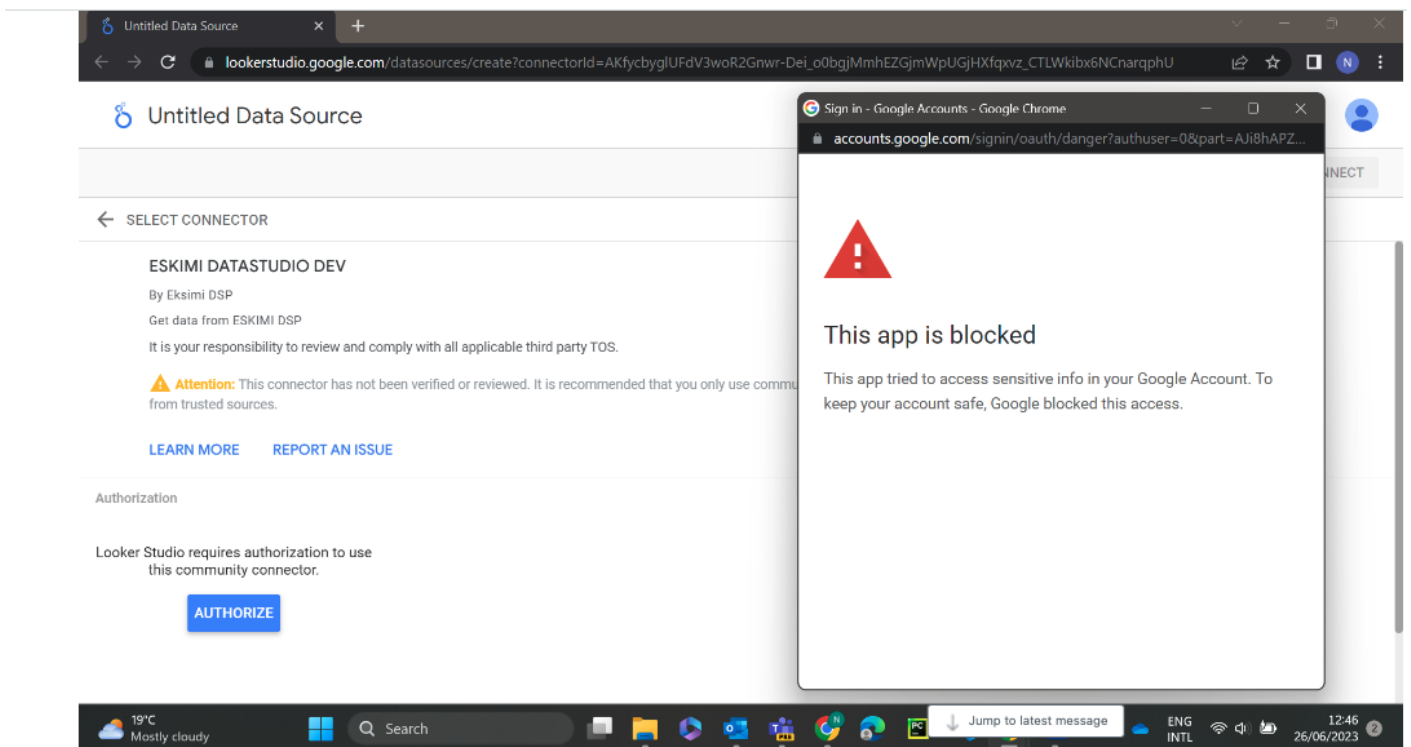 Untitled Data Source
lookerstudio.google.com/datasources/create?connectorId=AKfycbyglUFdV3woR2Gnwr-Dei_o0bgjMmhEZGjmWpUGjHXfqxvz_CTLWkibx6NCnarqphU
N
Untitled Data Source
NNECT
SELECT CONNECTOR
ESKIMI DATASTUDIO DEV
By Eksimi DSP
Get data from ESKIMI DSP
It is your responsibility to review and comply with all applicable third party TOS.
Attention: This connector has not been verified or reviewed. It is recommended that you only use commu
from trusted sources.
LEARN MORE REPORT AN ISSUE
Authorization
Looker Studio requires authorization to use
this community connector.
AUTHORIZE
Sign in - Google Accounts - Google Chrome
accounts.google.com/signin/oauth/danger?authuser=0&part=AJi8hAPZ...
This app is blocked
This app tried to access sensitive info in your Google Account. To
keep your account safe, Google blocked this access.
19°C
Mostly cloudy
Search
PRE
N
PC
Jump to latest message
ENG
INTL
12:46
26/06/2023
2